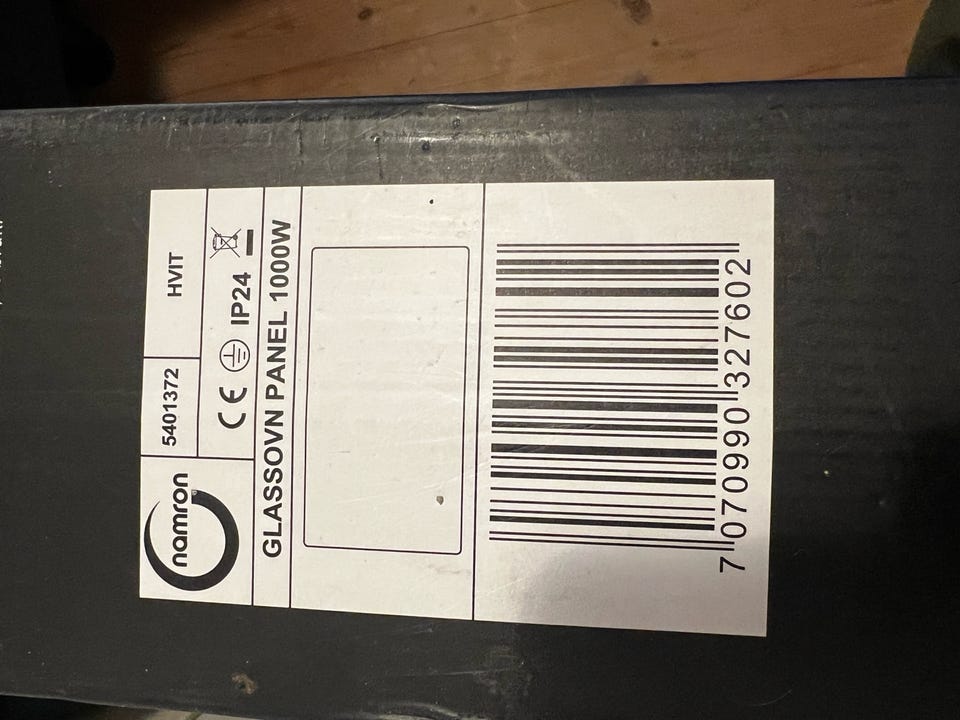 namron
5401372
HVIT
CE IP24
GLASSOVN PANEL 1000W
7 070990 327602